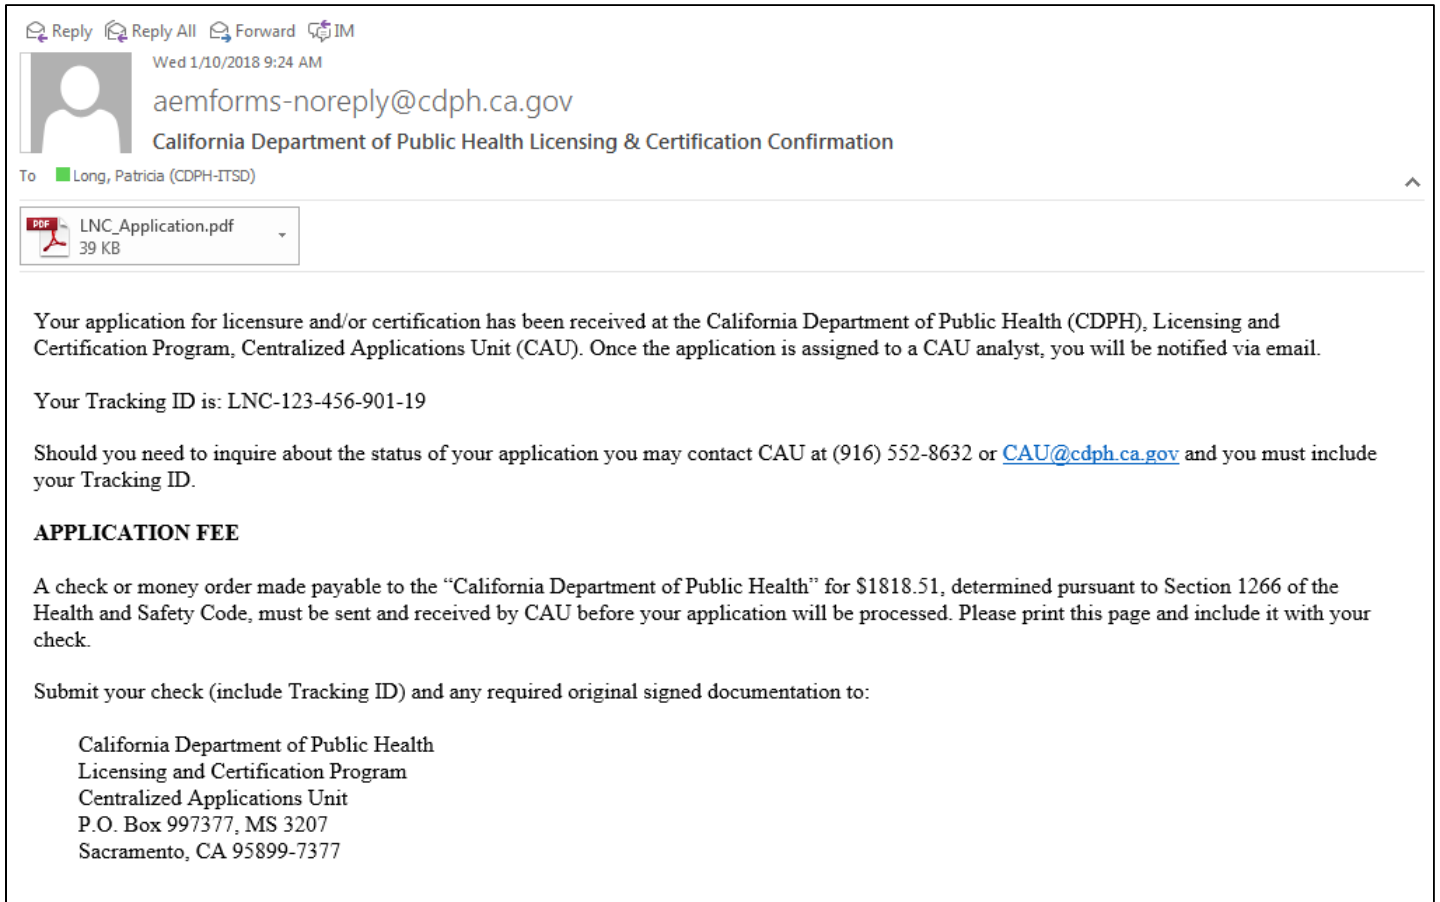 Reply Reply All Forward IM
Wed 1/10/2018 9:24 AM
aemforms-noreply@cdph.ca.gov
California Department of Public Health Licensing & Certification Confirmation
To Long, Patricia (CDPH-ITSD)
PDF LNC_Application.pdf
39 KB
Your application for licensure and/or certification has been received at the California Department of Public Health (CDPH), Licensing and
Certification Program, Centralized Applications Unit (CAU). Once the application is assigned to a CAU analyst, you will be notified via email.
Your Tracking ID is: LNC-123-456-901-19
Should you need to inquire about the status of your application you may contact CAU at (916) 552-8632 or CAU@cdph.ca.gov and you must include
your Tracking ID.
APPLICATION FEE
A check or money order made payable to the “California Department of Public Health” for $1818.51, determined pursuant to Section 1266 of the
Health and Safety Code, must be sent and received by CAU before your application will be processed. Please print this page and include it with your
check.
Submit your check (include Tracking ID) and any required original signed documentation to:
California Department of Public Health
Licensing and Certification Program
Centralized Applications Unit
P.O. Box 997377, MS 3207
Sacramento, CA 95899-7377